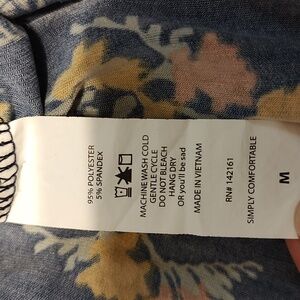 95% POLYESTER
5% SPANDEX
MACHINE WASH COLD
GENTLE CYCLE
DO NOT BLEACH
HANG DRY
OR you'll be sad
MADE IN VIETNAM
RN# 142161
SIMPLY COMFORTABLE
M